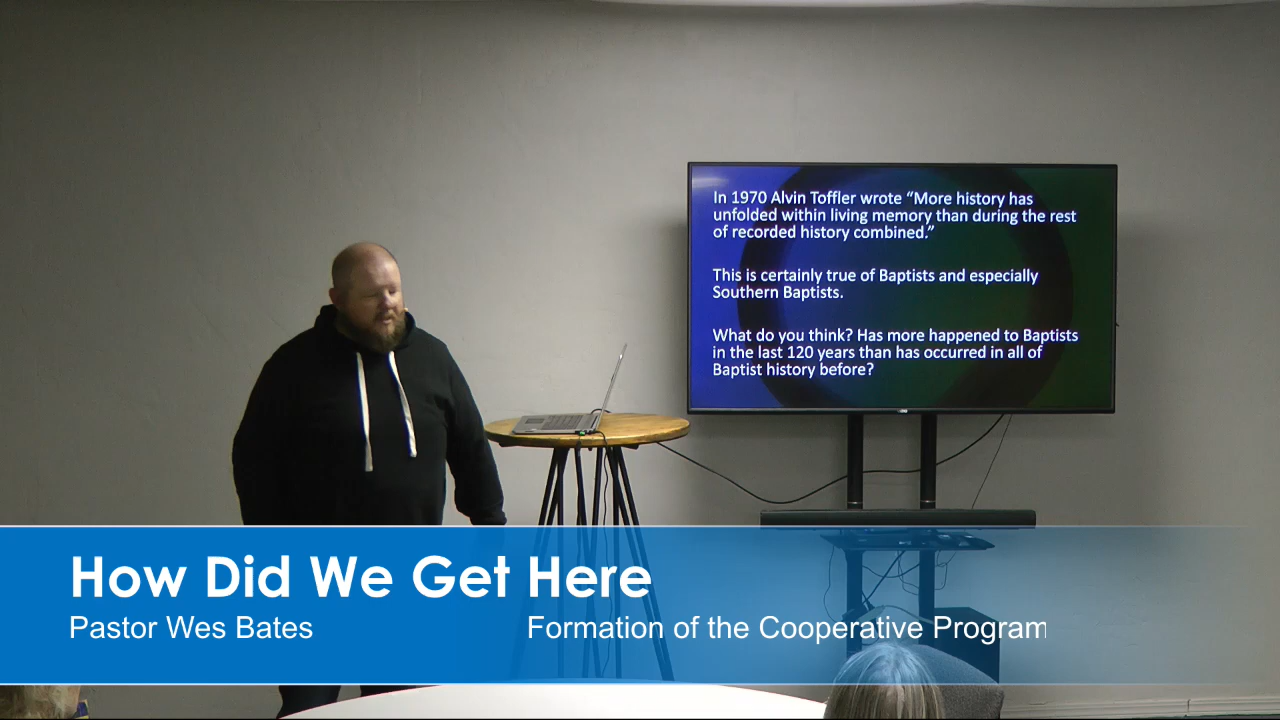 In 1970 Alvin Toffler wrote “More history has
unfolded within living memory than during the rest
of recorded history combined.”
This is certainly true of Baptists and especially
Southern Baptists.
What do you think? Has more happened to Baptists
in the last 120 years than has occurred in all of
Baptist history before?
How Did We Get Here
Pastor Wes Bates
Formation of the Cooperative Program